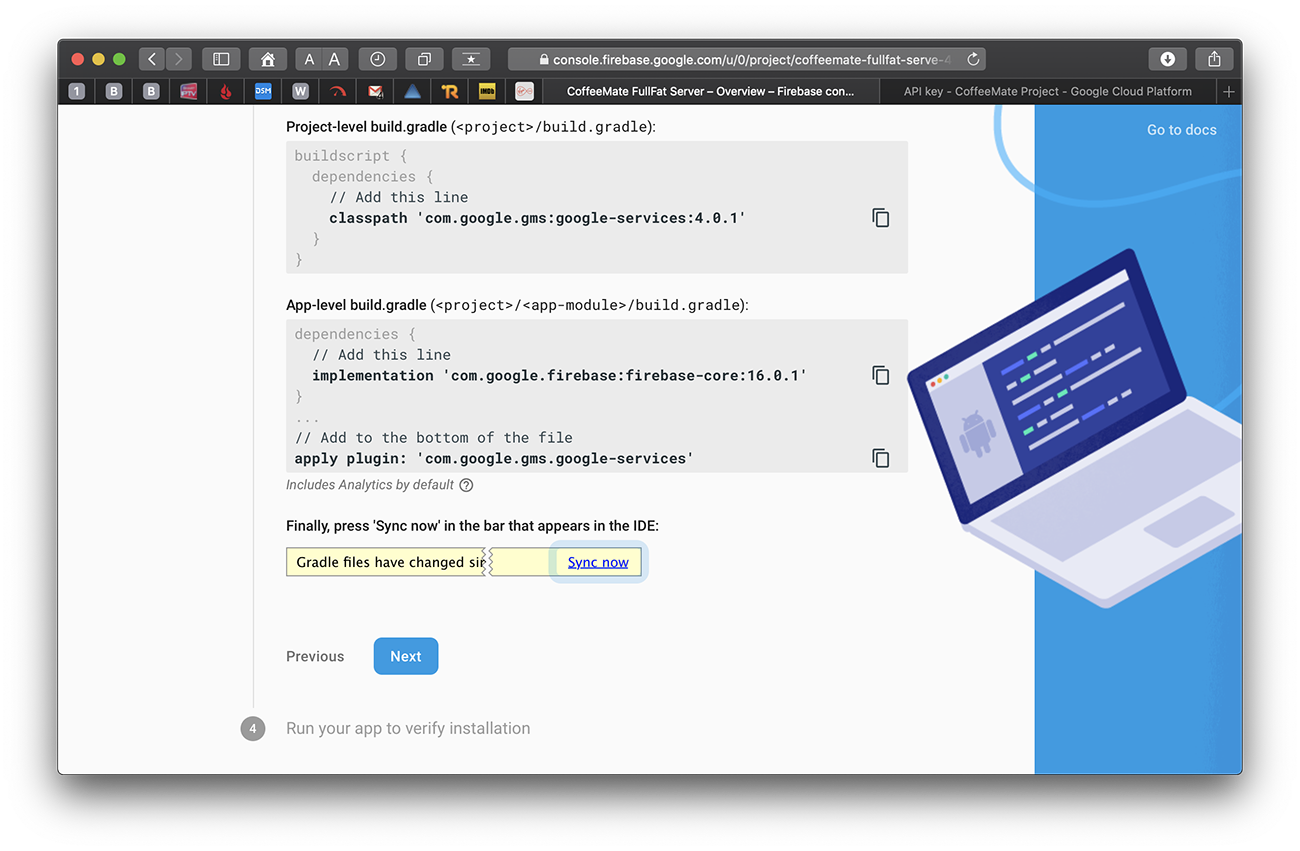 A A
console.firebase.google.com/u/0/project/coffeemate-fullfat-serve-4
1 B B DSM W TR IMDb CoffeeMate FullFat Server – Overview – Firebase con... API key - CoffeeMate Project - Google Cloud Platform
Go to docs
Project-level build.gradle (<project>/build.gradle):
buildscript {
dependencies {
// Add this line
classpath 'com.google.gms:google-services:4.0.1'
}
}
App-level build.gradle (<project>/<app-module>/build.gradle):
dependencies {
// Add this line
implementation 'com.google.firebase:firebase-core:16.0.1'
}
...
// Add to the bottom of the file
apply plugin: 'com.google.gms.google-services'
Includes Analytics by default ?
Finally, press 'Sync now' in the bar that appears in the IDE:
Gradle files have changed sin Sync now
Previous Next
4 Run your app to verify installation